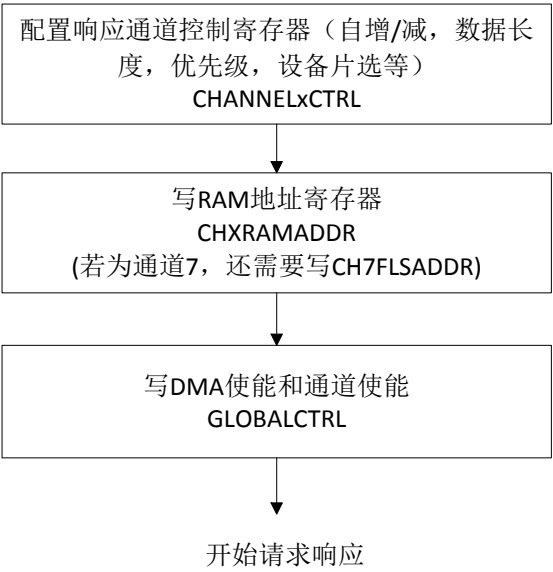 配置响应通道控制寄存器（自增/减，数据长
度，优先级，设备片选等）
CHANNELxCTRL
写RAM地址寄存器
CHXRAMADDR
(若为通道7，还需要写CH7FLSADDR)
写DMA使能和通道使能
GLOBALCTRL
开始请求响应